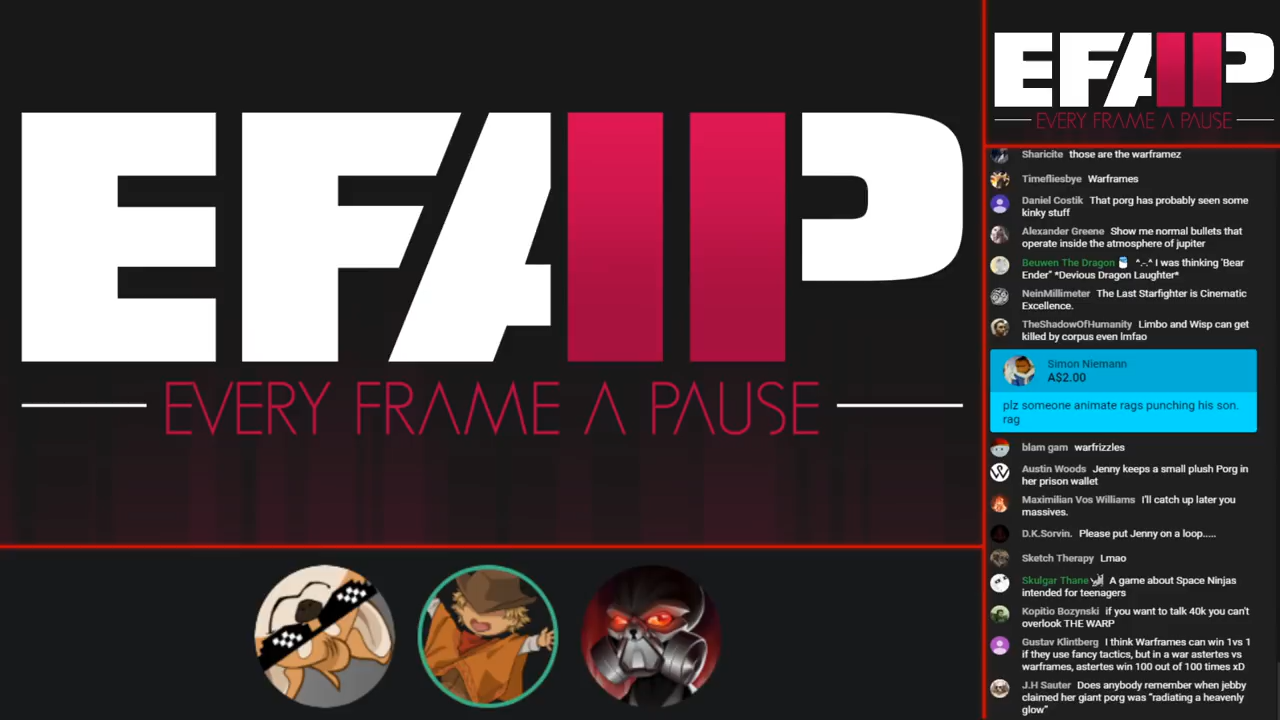 EFAP
EVERY FRAME A PAUSE
EFAP
EVERY FRAME A PAUSE
Sharicite those are the warframez
Timefliesbye Warframes
Daniel Costik That porg has probably seen some
kinky stuff
Alexander Greene Show me normal bullets that
operate inside the atmosphere of jupiter
Beuwen The Dragon ^.-.^ I was thinking 'Bear
Ender" *Devious Dragon Laughter*
NeinMillimeter The Last Starfighter is Cinematic
Excellence.
TheShadowOfHumanity Limbo and Wisp can get
killed by corpus even lmfao
Simon Niemann
A$2.00
plz someone animate rags punching his son.
rag
blam gam warfrizzles
Austin Woods Jenny keeps a small plush Porg in
her prison wallet
Maximilian Vos Williams I'll catch up later you
massives.
D.K.Sorvin. Please put Jenny on a loop.....
Sketch Therapy Lmao
Skulgar Thane A game about Space Ninjas
intended for teenagers
Kopitio Bozynski if you want to talk 40k you can't
overlook THE WARP
Gustav Klintberg I think Warframes can win 1vs 1
if they use fancy tactics, but in a war astertes vs
warframes, astertes win 100 out of 100 times xD
J.H Sauter Does anybody remember when jebby
claimed her giant porg was "radiating a heavenly
glow"